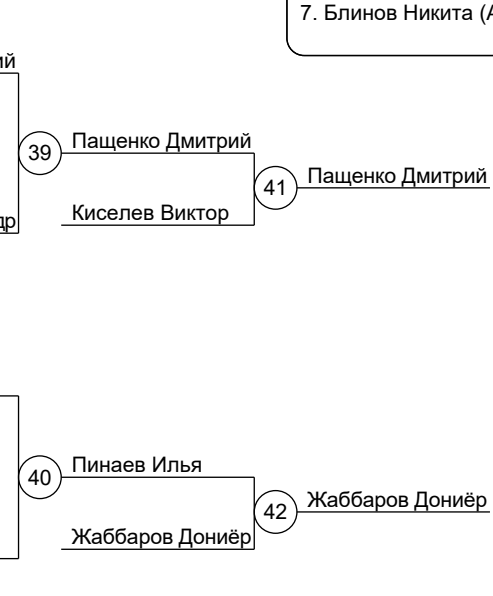 7. Блинов Никита
39
Пащенко Дмитрий
41
Пащенко Дмитрий
Киселев Виктор
40
Пинаев Илья
42
Жаббаров Дониёр
Жаббаров Дониёр